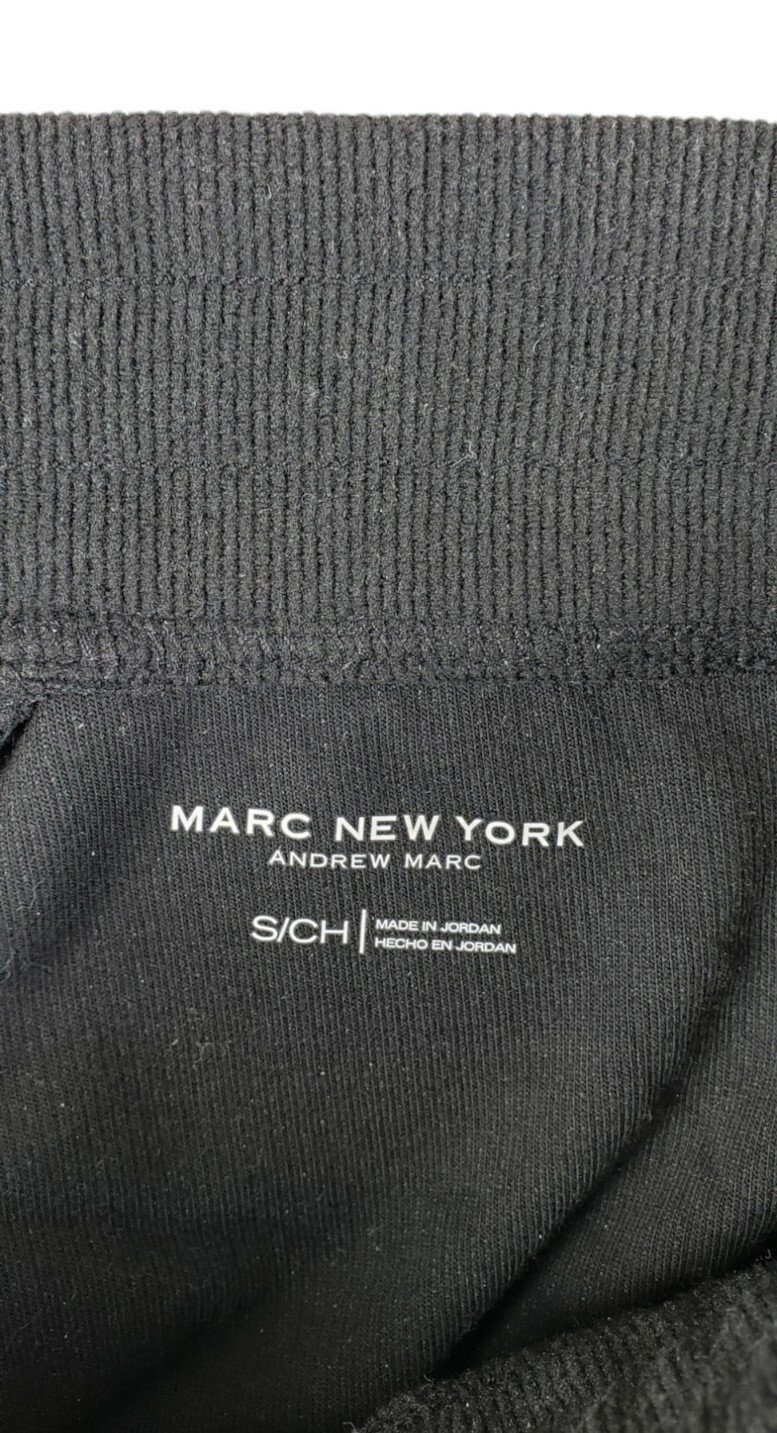 MARC NEW YORK
ANDREW MARC
S/CH | MADE IN JORDAN
HECHO EN JORDAN